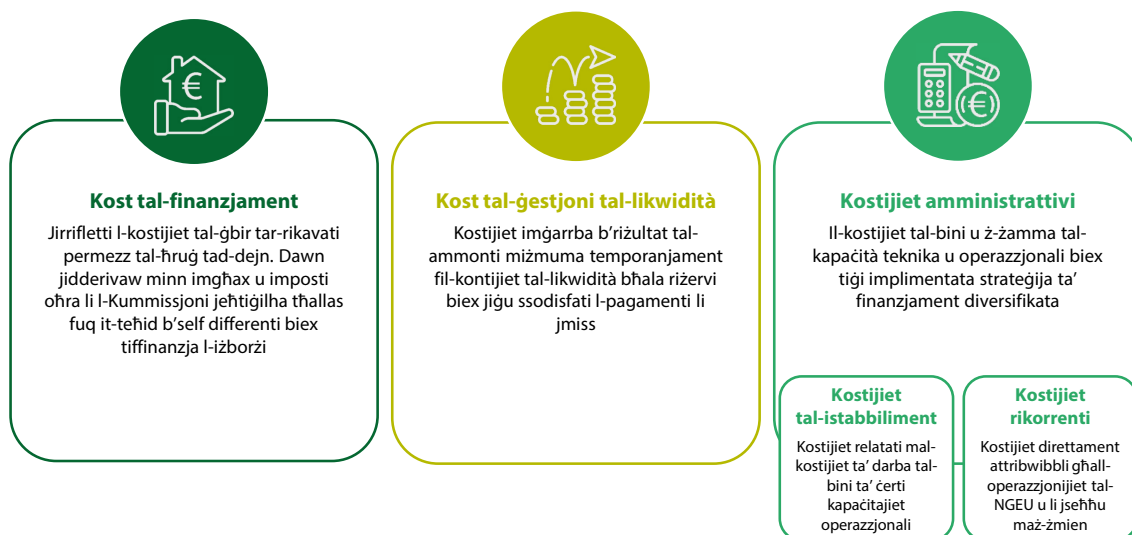 Kost tal-finanzjament
Jirrifletti l-kostijiet tal-ġbir tar-rikavati
permezz tal-ħruġ tad-dejn. Dawn
jidderivaw minn imgħax u imposti
oħra li l-Kummissjoni jeħtiġilha tħallas
fuq it-teħid b'self differenti biex
tiffinanzja l-iżborżi
Kost tal-ġestjoni tal-likwidità
Kostijiet imġarrba b'riżultat tal-
ammonti miżmuma temporanjament
fil-kontijiet tal-likwidità bħala riżervi
biex jiġu ssodisfati l-pagamenti li
jmiss
Kostijiet amministrattivi
Il-kostijiet tal-bini u ż-żamma tal-
kapaċità teknika u operazzjonali biex
tiġi implimentata strateġija ta'
finanzjament diversifikata
Kostijiet
tal-istabbiliment
Kostijiet relatati mal-
kostijiet ta' darba tal-
bini ta' ċerti
kapaċitajiet
operazzjonali
Kostijiet
rikorrenti
Kostijiet direttament
attribwibbli għall-
operazzjonijiet tal-
NGEU u li jseħħu
maż-żmien